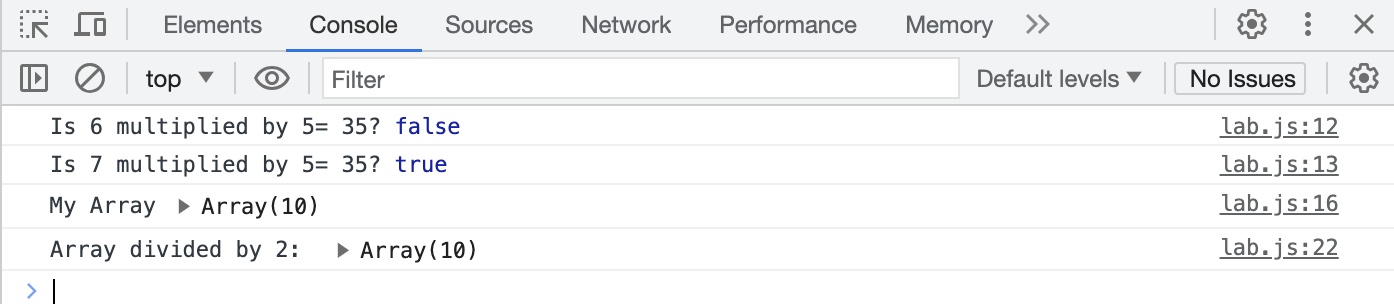 Elements Console Sources Network Performance Memory
top Filter Default levels No Issues
Is 6 multiplied by 5= 35? false lab.js:12
Is 7 multiplied by 5= 35? true lab.js:13
My Array Array(10) lab.js:16
Array divided by 2: Array(10) lab.js:22